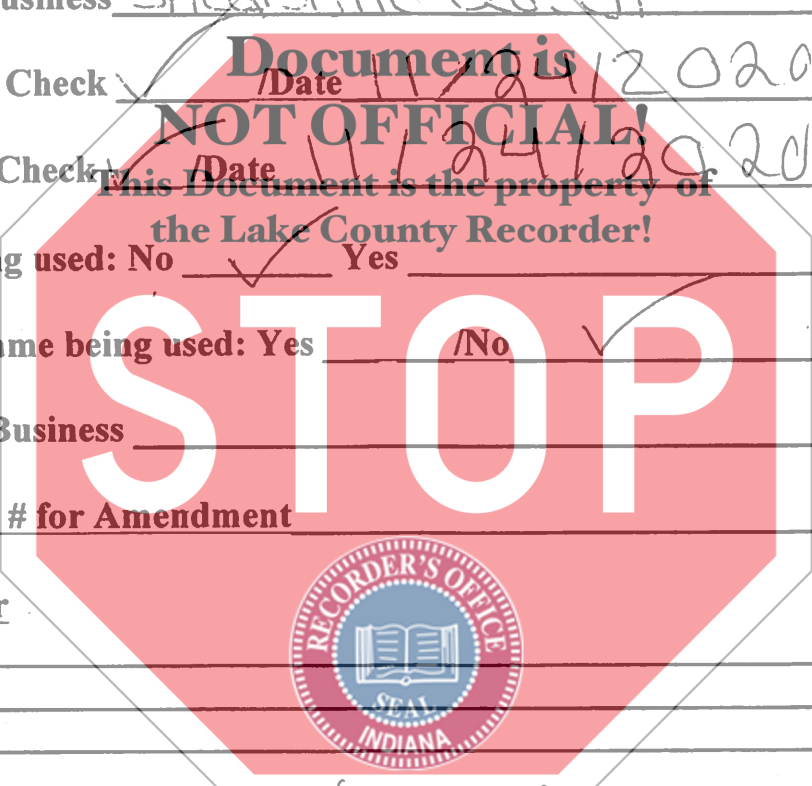 Business
Check ✓ /Date 11/24/2020
Check ✓ /Date 11/24/2020
used: No ✓ Yes
ame being used: Yes /No ✓
Business
# for Amendment
r
Document is
NOT OFFICIAL!
This Document is the property of
the Lake County Recorder!
STOP
RECORDER'S OFFICE
SEAL
INDIANA